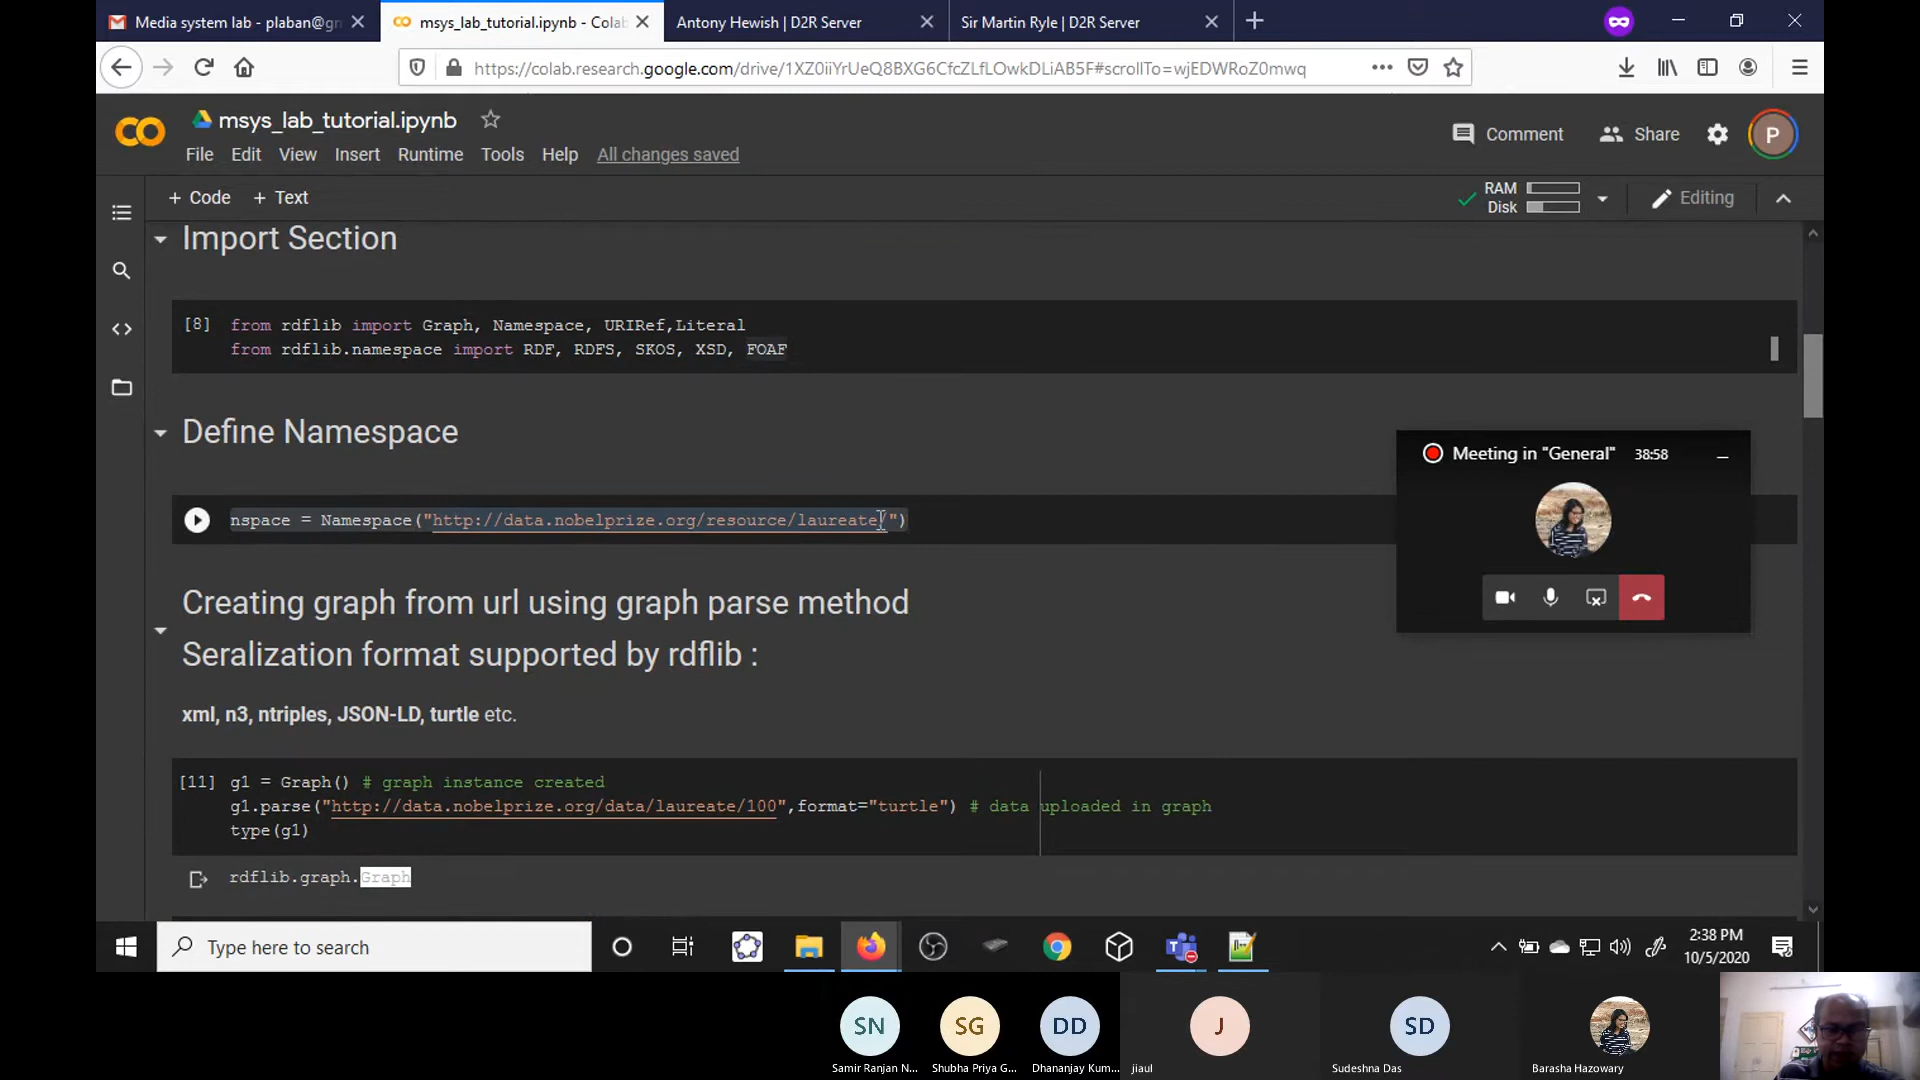 Media system lab - plaban@gm
msys_lab_tutorial.ipynb - Colab
Antony Hewish | D2R Server
Sir Martin Ryle | D2R Server
https://colab.research.google.com/drive/1XZ0iiYrUeQ8BXG6CfcZLfLOwkDLiAB5F#scrollTo=wjEDWRoZ0mwq
msys_lab_tutorial.ipynb
Comment
Share
P
File Edit View Insert Runtime Tools Help All changes saved
+ Code + Text
RAM
Disk
Editing
Import Section
[8] from rdflib import Graph, Namespace, URIRef,Literal
from rdflib.namespace import RDF, RDFS, SKOS, XSD, FOAF
Define Namespace
Meeting in "General" 38:58
nspace = Namespace("http://data.nobelprize.org/resource/laureate/")
Creating graph from url using graph parse method
Seralization format supported by rdflib :
xml, n3, ntriples, JSON-LD, turtle etc.
[11] g1 = Graph() # graph instance created
g1.parse("http://data.nobelprize.org/data/laureate/100",format="turtle") # data uploaded in graph
type(g1)
rdflib.graph.Graph
Type here to search
2:38 PM
10/5/2020
SN
SG
DD
J
SD
Samir Ranjan N...
Shubha Priya G...
Dhananjay Kum...
jiaul
Sudeshna Das
Barasha Hazowary